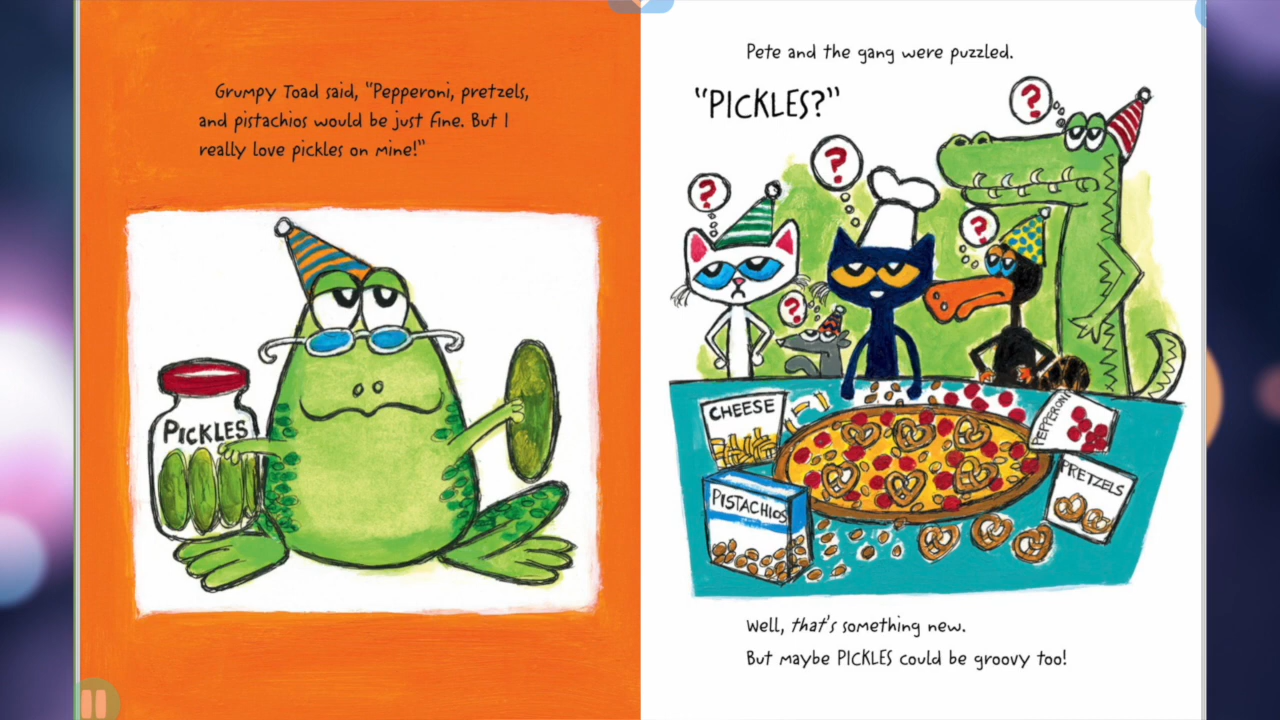 Grumpy Toad said, “Pepperoni, pretzels,
and pistachios would be just fine. But I
really love pickles on mine!”
PICKLES
Pete and the gang were puzzled.
“PICKLES?”
?
?
?
?
?
CHEESE
PEPPERONI
PISTACHIOS
PRETZELS
Well, that's something new.
But maybe PICKLES could be groovy too!